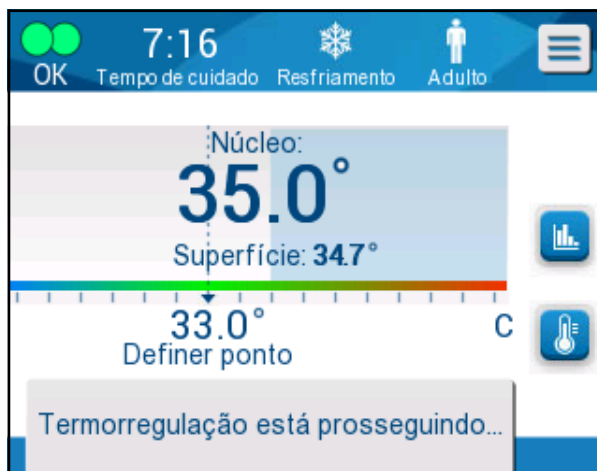 OK
7:16
Tempo de cuidado
Resfriamento
Adulto
Núcleo:
35.0°
Superfície: 34.7°
33.0°
C
Definer ponto
Termorregulação está prosseguindo...